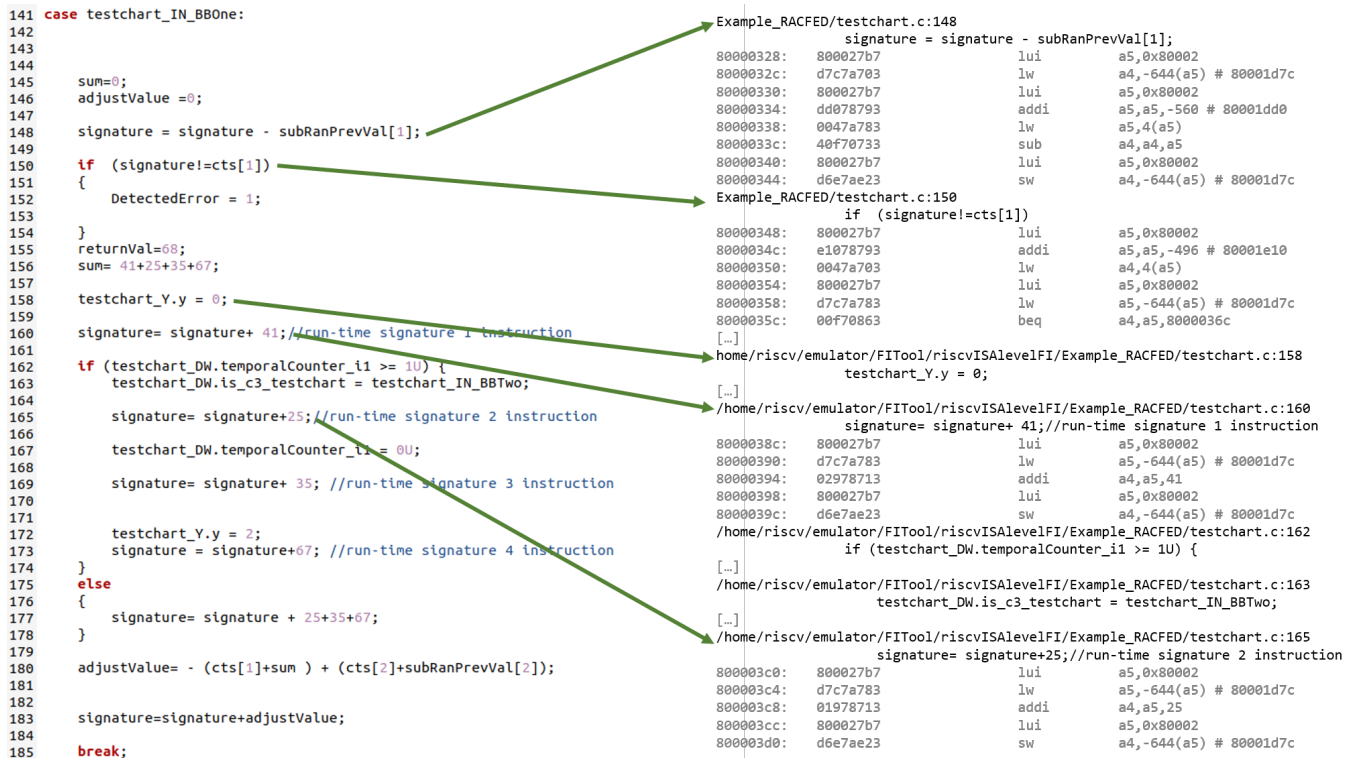 141 case testchart_IN_BBOne:
142
143
144
145 sum=0;
146 adjustValue =0;
147
148 signature = signature - subRanPrevVal[1];
149
150 if (signature!=cts[1])
151 {
152 DetectedError = 1;
153
154 }
155 returnVal=68;
156 sum= 41+25+35+67;
157
158 testchart_Y.y = 0;
159
160 signature= signature+ 41;//run-time signature 1 instruction
161
162 if (testchart_DW.temporalCounter_i1 >= 1U) {
163 testchart_DW.is_c3_testchart = testchart_IN_BBTwo;
164
165 signature= signature+25;//run-time signature 2 instruction
166
167 testchart_DW.temporalCounter_i1 = 0U;
168
169 signature= signature+ 35; //run-time signature 3 instruction
170
171
172 testchart_Y.y = 2;
173 signature = signature+67; //run-time signature 4 instruction
174 }
175 else
176 {
177 signature= signature + 25+35+67;
178 }
179
180 adjustValue= - (cts[1]+sum ) + (cts[2]+subRanPrevVal[2]);
181
182
183 signature=signature+adjustValue;
184
185 break;
Example_RACFED/testchart.c:148
signature = signature - subRanPrevVal[1];
80000328: 800027b7 lui a5,0x80002
8000032c: d7c7a703 lw a4,-644(a5) # 80001d7c
80000330: 800027b7 lui a5,0x80002
80000334: dd078793 addi a5,a5,-560 # 80001dd0
80000338: 0047a783 lw a5,4(a5)
8000033c: 40f70733 sub a4,a4,a5
80000340: 800027b7 lui a5,0x80002
80000344: d6e7ae23 sw a4,-644(a5) # 80001d7c
Example_RACFED/testchart.c:150
if (signature!=cts[1])
80000348: 800027b7 lui a5,0x80002
8000034c: e1078793 addi a5,a5,-496 # 80001e10
80000350: 0047a703 lw a4,4(a5)
80000354: 800027b7 lui a5,0x80002
80000358: d7c7a783 lw a5,-644(a5) # 80001d7c
8000035c: 00f70863 beq a4,a5,8000036c
[…]
home/riscv/emulator/FITool/riscvISAlevelFI/Example_RACFED/testchart.c:158
testchart_Y.y = 0;
[…]
/home/riscv/emulator/FITool/riscvISAlevelFI/Example_RACFED/testchart.c:160
signature= signature+ 41;//run-time signature 1 instruction
8000038c: 800027b7 lui a5,0x80002
80000390: d7c7a783 lw a5,-644(a5) # 80001d7c
80000394: 02978713 addi a4,a5,41
80000398: 800027b7 lui a5,0x80002
8000039c: d6e7ae23 sw a4,-644(a5) # 80001d7c
/home/riscv/emulator/FITool/riscvISAlevelFI/Example_RACFED/testchart.c:162
if (testchart_DW.temporalCounter_i1 >= 1U) {
[…]
/home/riscv/emulator/FITool/riscvISAlevelFI/Example_RACFED/testchart.c:163
testchart_DW.is_c3_testchart = testchart_IN_BBTwo;
[…]
/home/riscv/emulator/FITool/riscvISAlevelFI/Example_RACFED/testchart.c:165
signature= signature+25;//run-time signature 2 instruction
800003c0: 800027b7 lui a5,0x80002
800003c4: d7c7a783 lw a5,-644(a5) # 80001d7c
800003c8: 01978713 addi a4,a5,25
800003cc: 800027b7 lui a5,0x80002
800003d0: d6e7ae23 sw a4,-644(a5) # 80001d7c